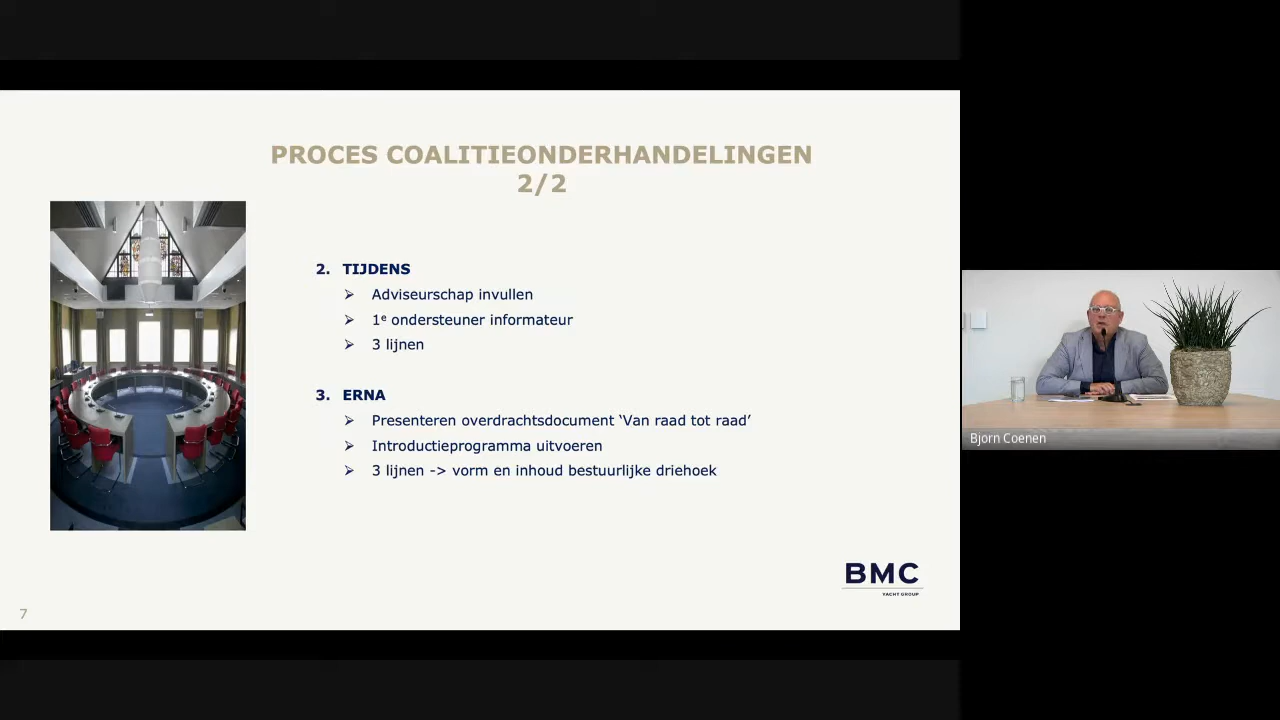 PROCES COALITIEONDERHANDELINGEN
2/2
2. TIJDENS
➢ Adviseurschap invullen
➢ 1ᵉ ondersteuner informateur
➢ 3 lijnen
3. ERNA
➢ Presenteren overdrachtsdocument ‘Van raad tot raad’
➢ Introductieprogramma uitvoeren
➢ 3 lijnen -> vorm en inhoud bestuurlijke driehoek
BMC
YACHT GROUP
7
Bjorn Coenen